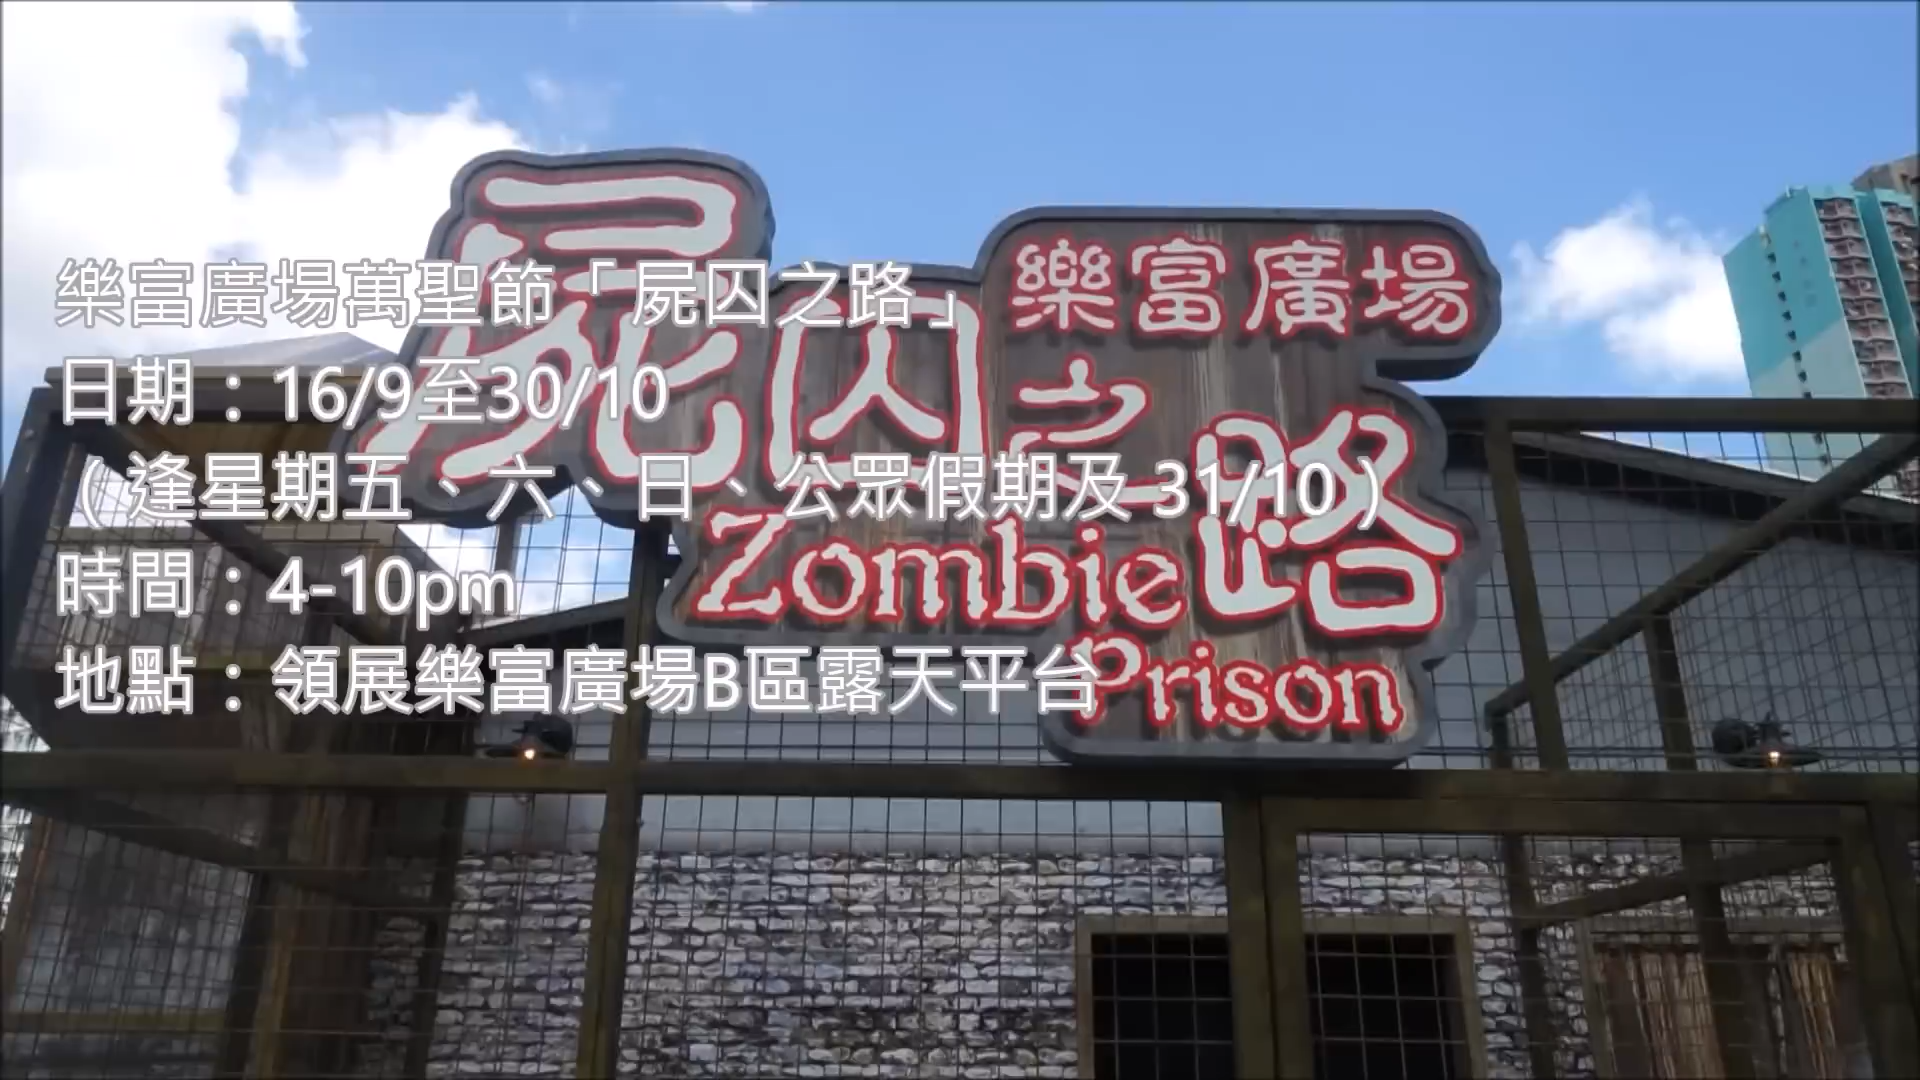 樂富廣場萬聖節「屍囚之路」
日期：16/9至30/10
（逢星期五、六、日、公眾假期及 31/10）
時間：4-10pm
地點：領展樂富廣場B區露天平台
樂富廣場
屍囚之路
Zombie
Prison